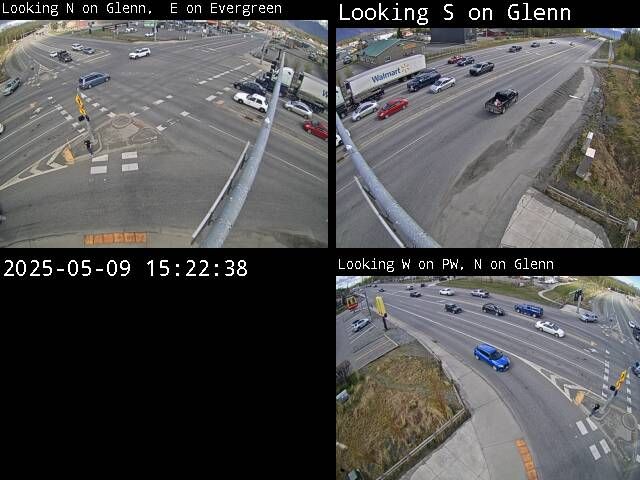 Looking N on Glenn, E on Evergreen
Looking S on Glenn
Walmart
2025-05-09 15:22:38
Looking W on PW, N on Glenn